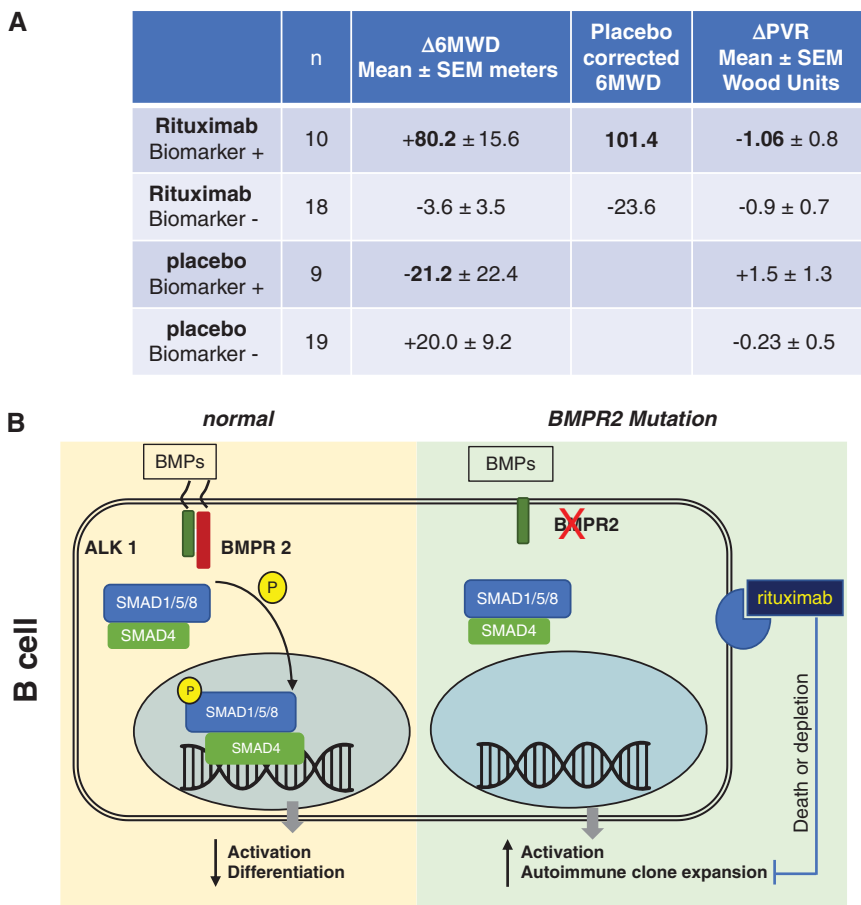 A
n
Δ6MWD
Mean ± SEM meters
Placebo
corrected
6MWD
ΔPVR
Mean ± SEM
Wood Units
Rituximab
Biomarker +
10
+80.2 ± 15.6
101.4
-1.06 ± 0.8
Rituximab
Biomarker -
18
-3.6 ± 3.5
-23.6
-0.9 ± 0.7
placebo
Biomarker +
9
-21.2 ± 22.4
+1.5 ± 1.3
placebo
Biomarker -
19
+20.0 ± 9.2
-0.23 ± 0.5
B
normal
BMPR2 Mutation
B cell
BMPs
ALK 1
BMPR 2
P
SMAD1/5/8
SMAD4
P
SMAD1/5/8
SMAD4
Activation
Differentiation
BMPs
BMPR2
SMAD1/5/8
SMAD4
rituximab
Death or depletion
Activation
Autoimmune clone expansion